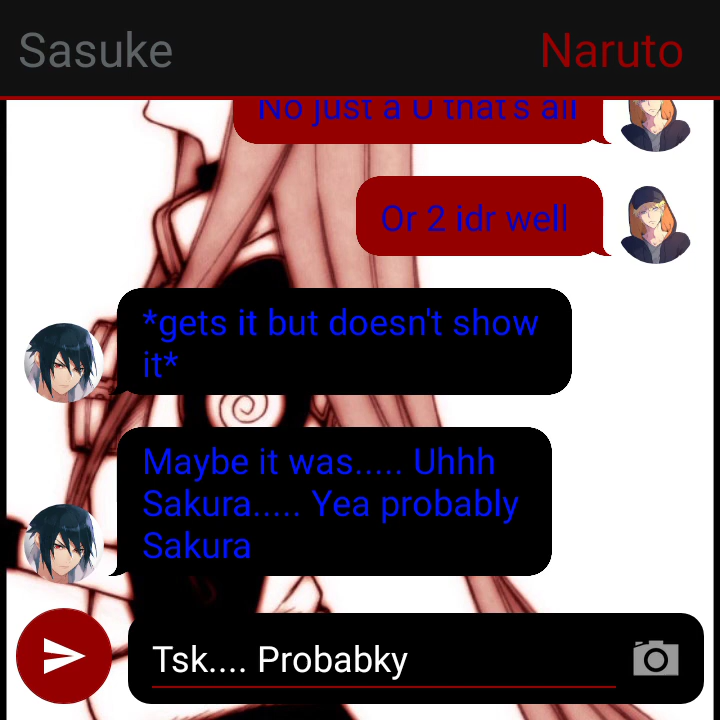 Sasuke
Naruto
No just a U that's all
Or 2 idr well
*gets it but doesn't show
it*
Maybe it was..... Uhhh
Sakura..... Yea probably
Sakura
Tsk.... Probabky